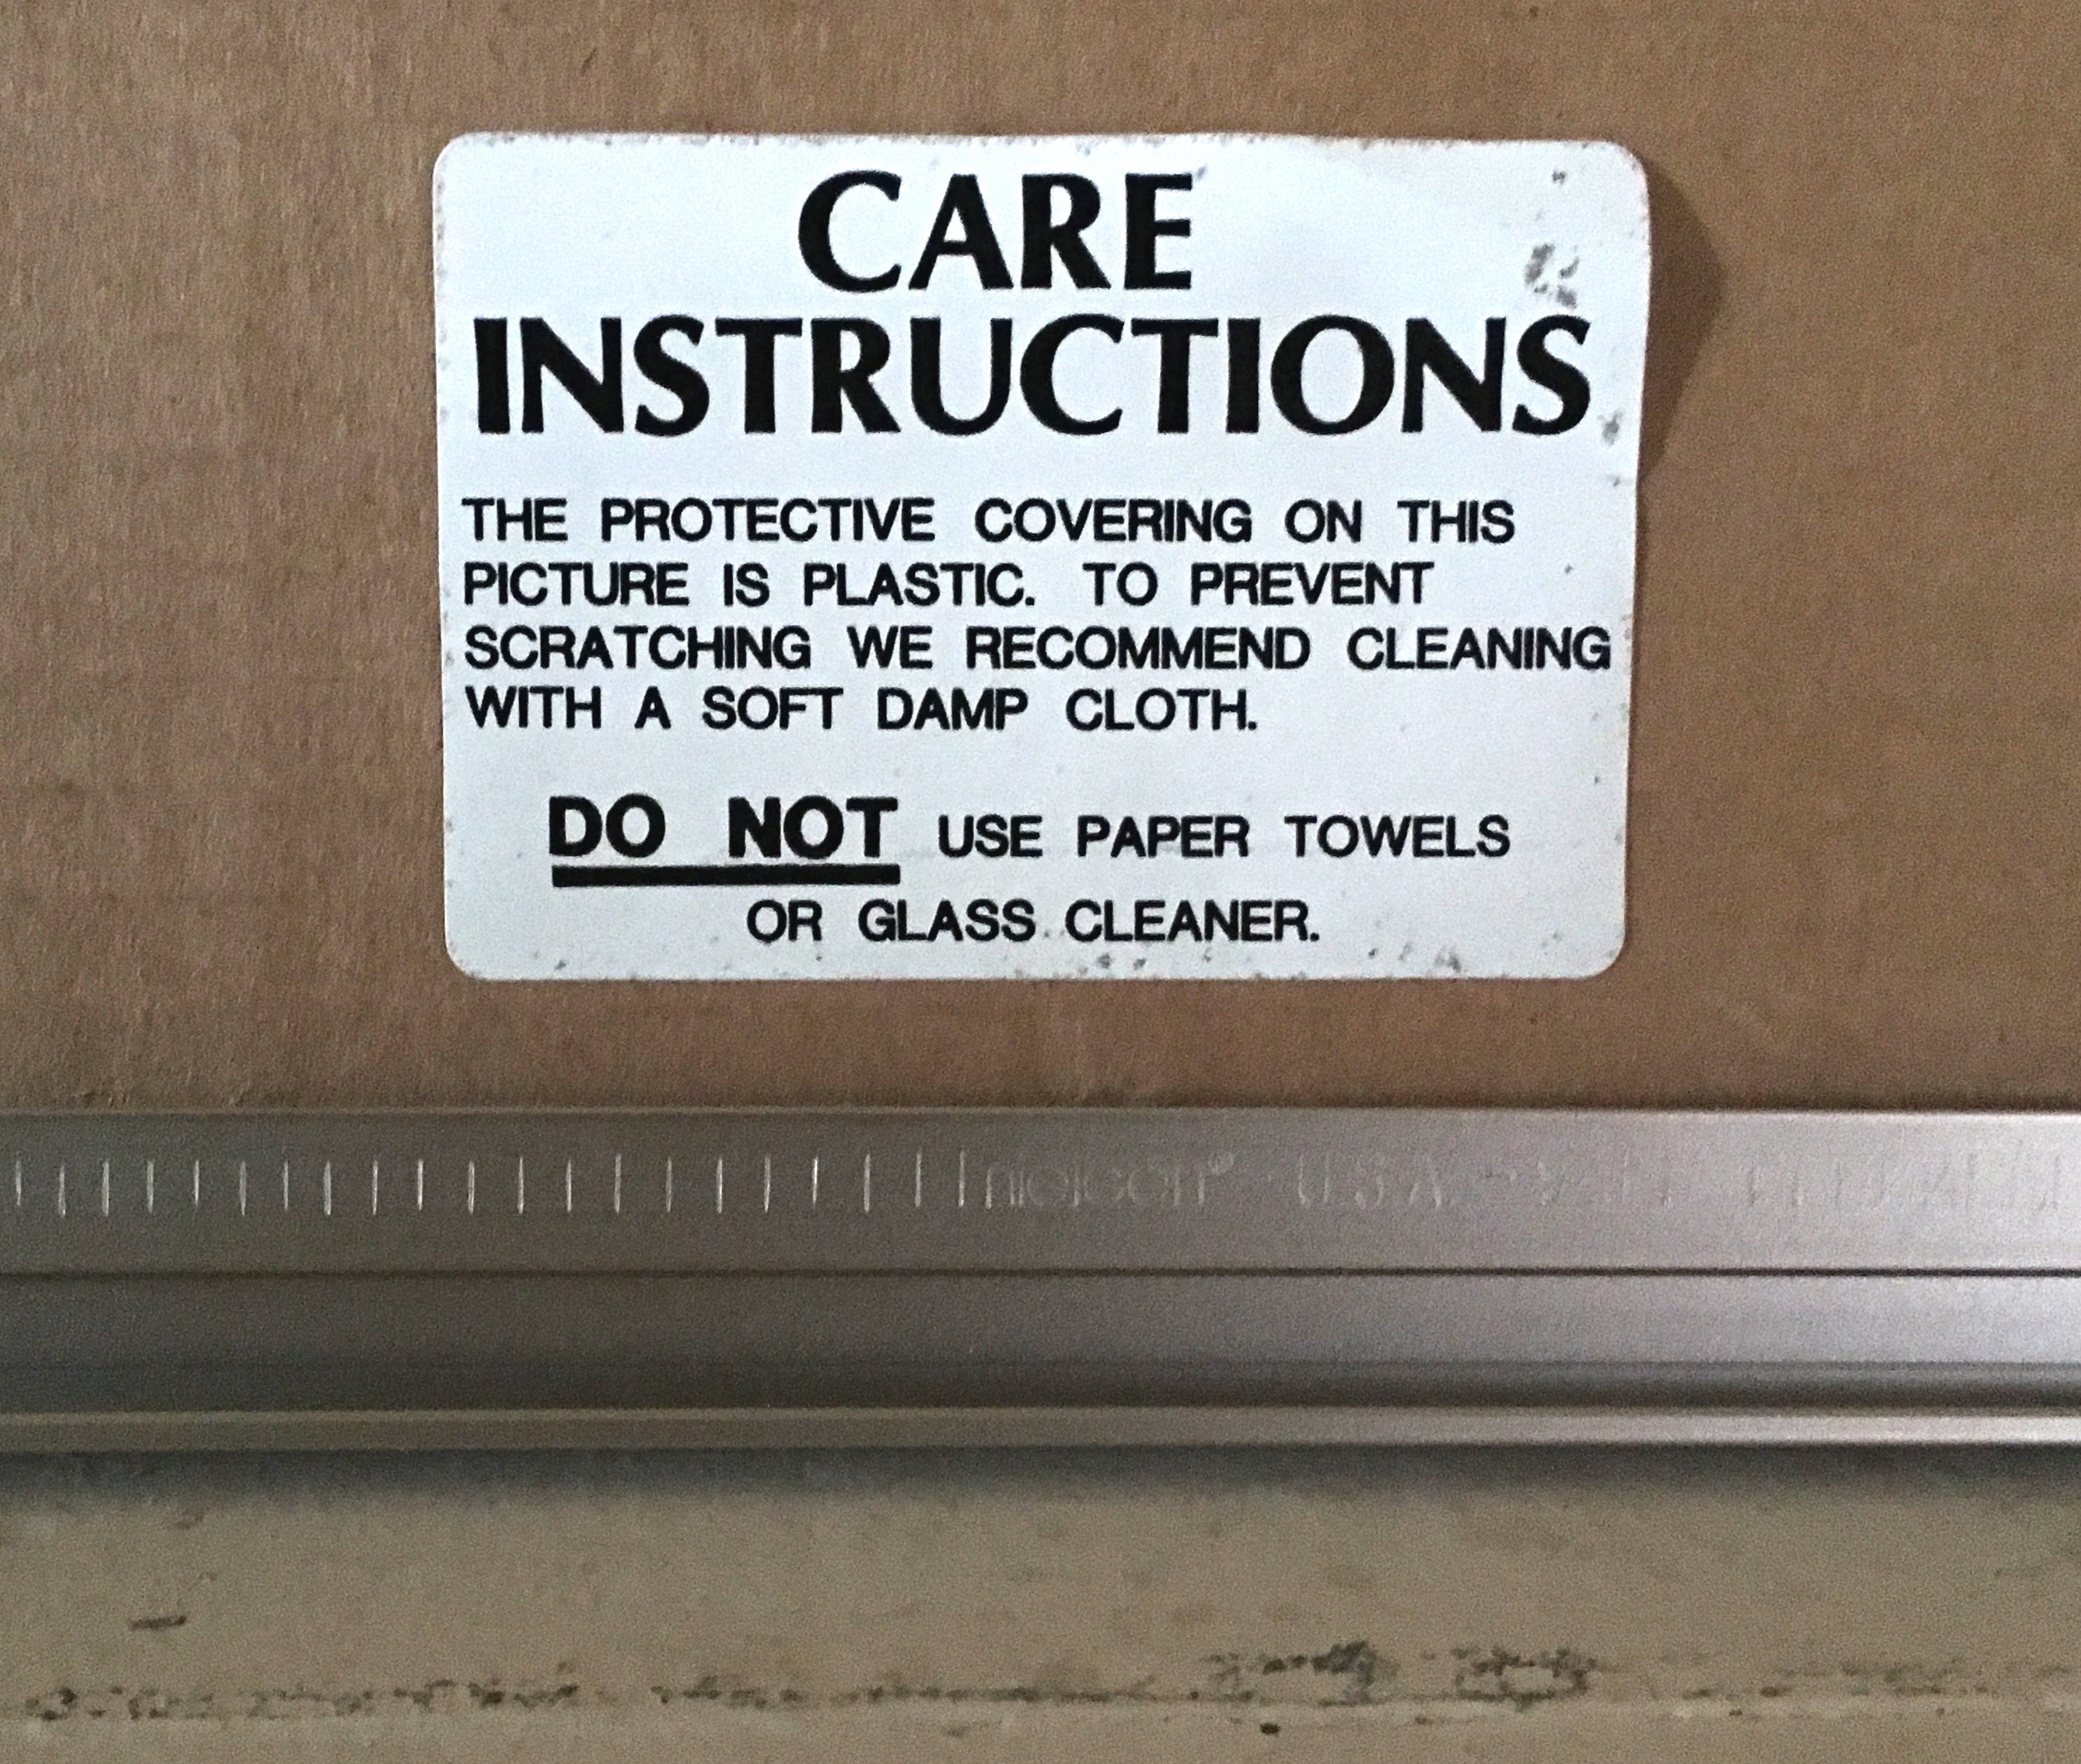 CARE
INSTRUCTIONS
THE PROTECTIVE COVERING ON THIS
PICTURE IS PLASTIC. TO PREVENT
SCRATCHING WE RECOMMEND CLEANING
WITH A SOFT DAMP CLOTH.
DO NOT USE PAPER TOWELS
OR GLASS CLEANER.
nielsen® U.S.A.